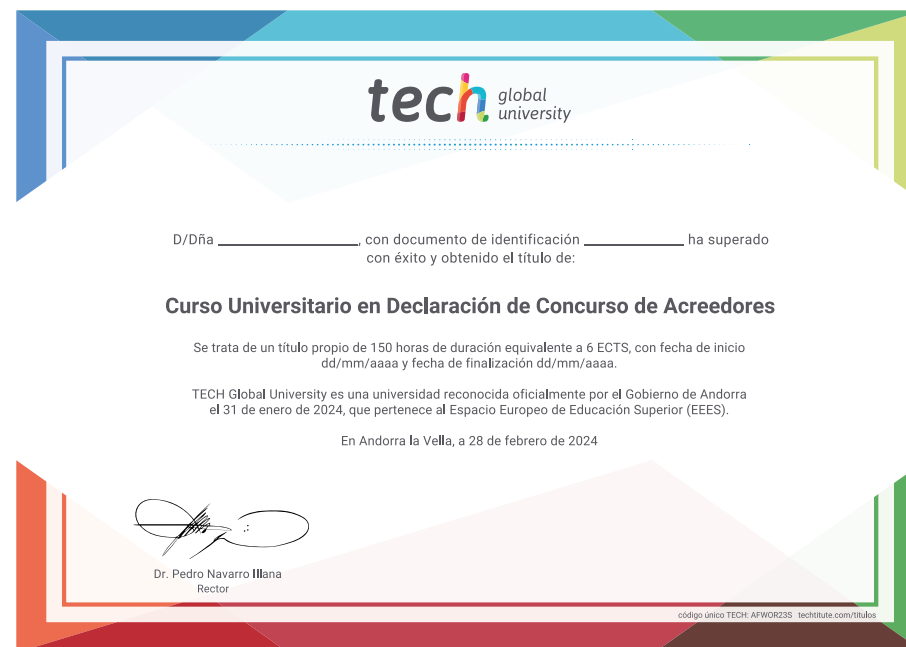 tech global university
D/Dña ________________, con documento de identificación ____________ ha superado
con éxito y obtenido el título de:
Curso Universitario en Declaración de Concurso de Acreedores
Se trata de un título propio de 150 horas de duración equivalente a 6 ECTS, con fecha de inicio
dd/mm/aaaa y fecha de finalización dd/mm/aaaa.
TECH Global University es una universidad reconocida oficialmente por el Gobierno de Andorra
el 31 de enero de 2024, que pertenece al Espacio Europeo de Educación Superior (EEES).
En Andorra la Vella, a 28 de febrero de 2024
Dr. Pedro Navarro Illana
Rector
código único TECH: AFWOR23S techtitute.com/titulos